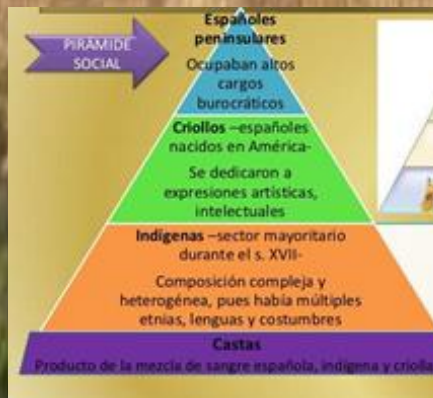 PIRÁMIDE
SOCIAL
Españoles
peninsulares
Ocupaban altos
cargos
burocráticos
Criollos –españoles
nacidos en América-
Se dedicaron a
expresiones artísticas,
intelectuales
Indígenas –sector mayoritario
durante el s. XVII-
Composición compleja y
heterogénea, pues había múltiples
etnias, lenguas y costumbres
Castas
Producto de la mezcla de sangre española, indígena y criolla